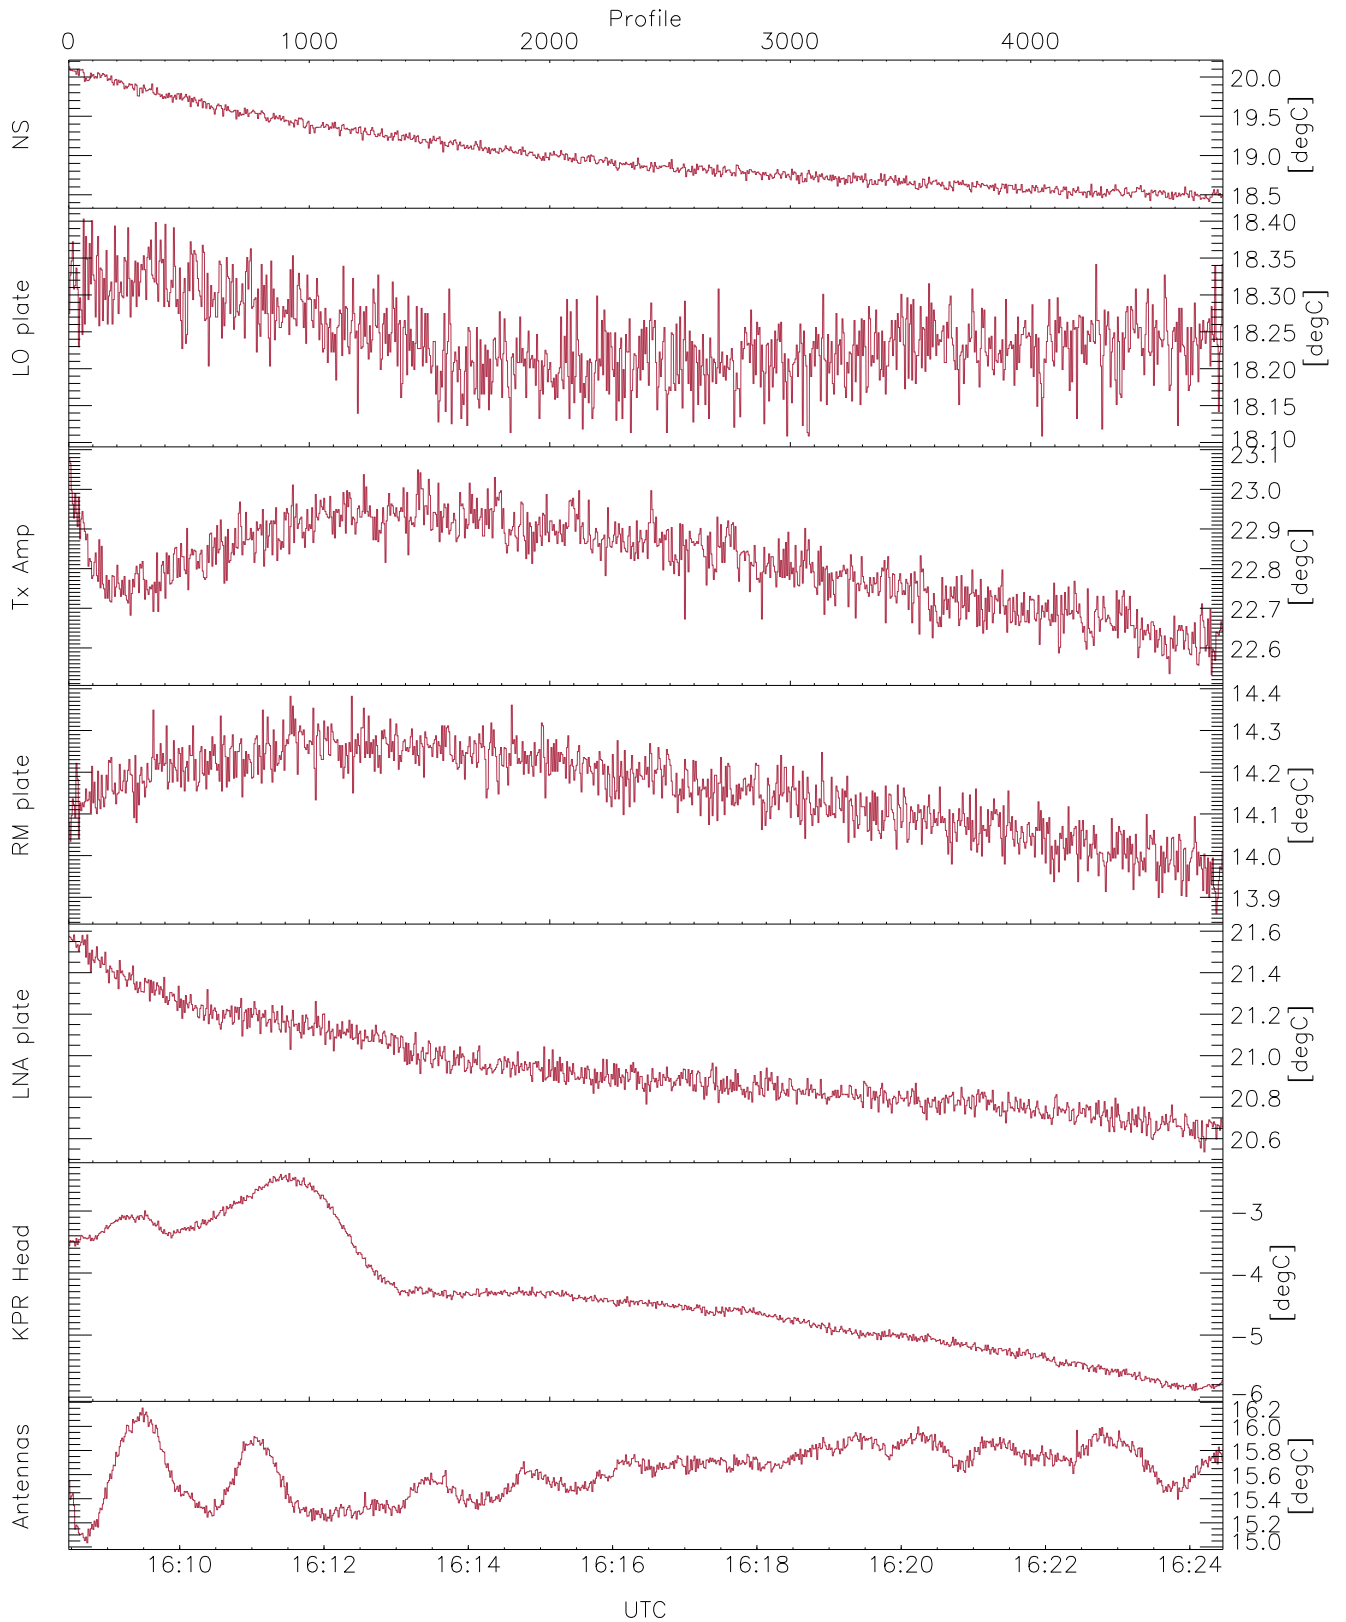 Profile
0 1000 2000 3000 4000
NS
20.0
19.5
19.0
18.5
[degC]
LO plate
18.40
18.35
18.30
18.25
18.20
18.15
18.10
[degC]
Tx Amp
23.1
23.0
22.9
22.8
22.7
22.6
[degC]
RM plate
14.4
14.3
14.2
14.1
14.0
13.9
[degC]
LNA plate
21.6
21.4
21.2
21.0
20.8
20.6
[degC]
KPR Head
-3
-4
-5
-6
[degC]
Antennas
16.2
16.0
15.8
15.6
15.4
15.2
15.0
[degC]
16:10 16:12 16:14 16:16 16:18 16:20 16:22 16:24
UTC